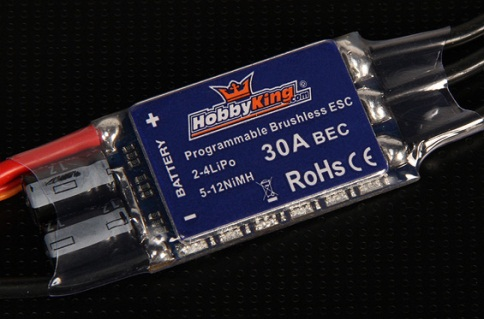 HobbyKing.com
Programmable Brushless ESC
2-4LiPo
30A BEC
5-12NiMH
RoHS CE
+
BATTERY
-